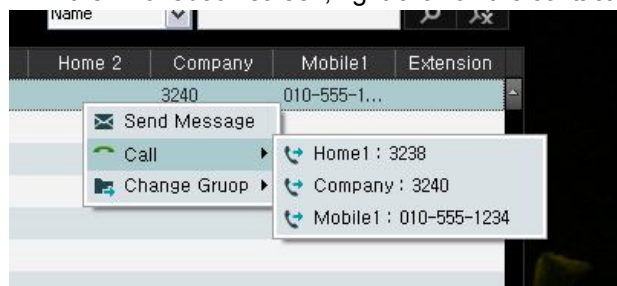 Name
Home 2 Company Mobile1 Extension
3240 010-555-1...
Send Message
Call
Change Gruop
Home1 : 3238
Company : 3240
Mobile1 : 010-555-1234